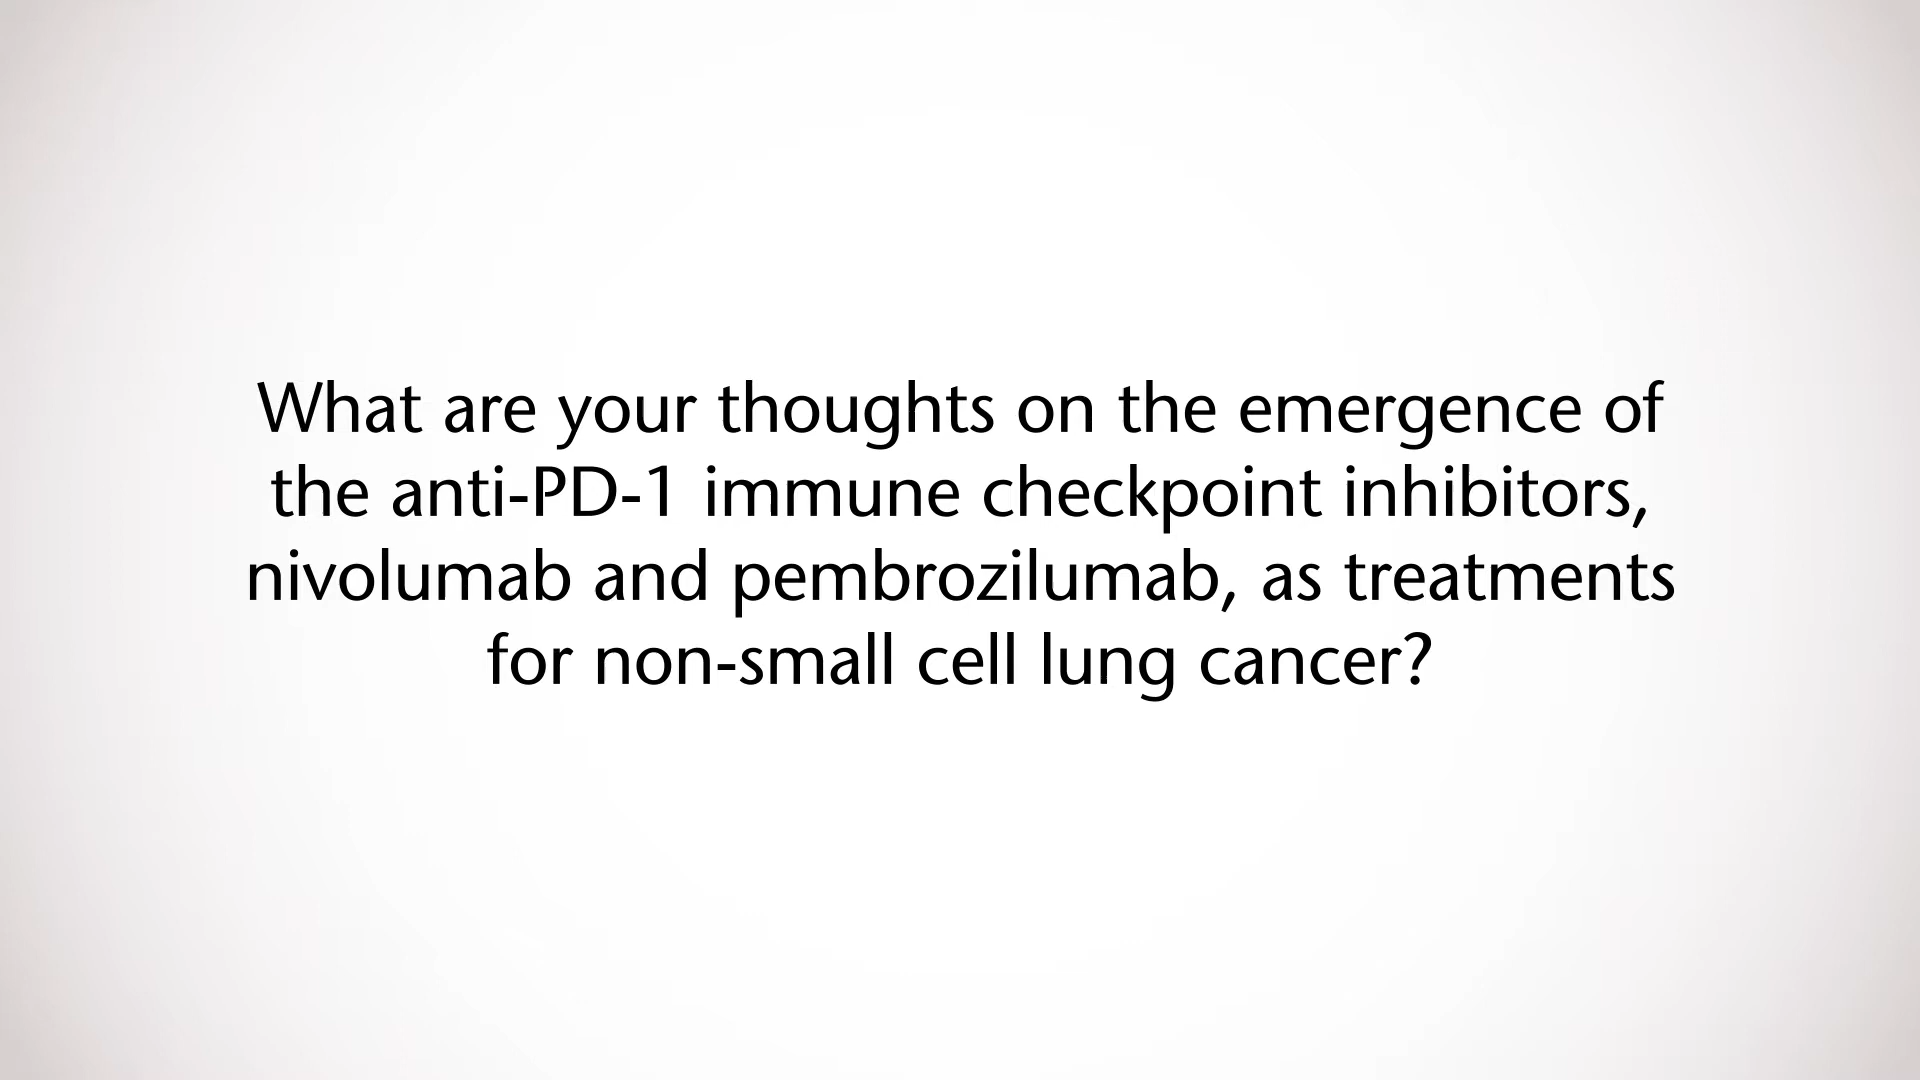 What are your thoughts on the emergence of
the anti-PD-1 immune checkpoint inhibitors,
nivolumab and pembrozilumab, as treatments
for non-small cell lung cancer?